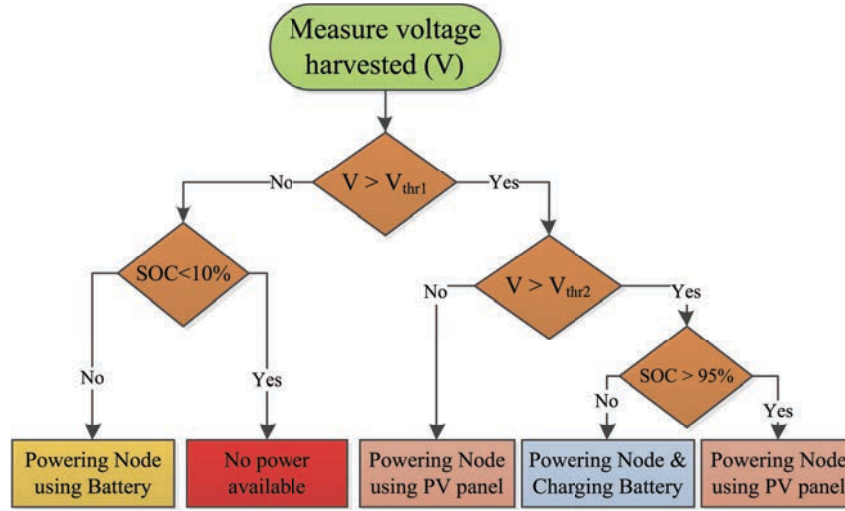 Measure voltage
harvested (V)
V > Vthr1
No
Yes
SOC<10%
V > Vthr2
No
Yes
No
Yes
SOC > 95%
No
Yes
Powering Node
using Battery
No power
available
Powering Node
using PV panel
Powering Node &
Charging Battery
Powering Node
using PV panel